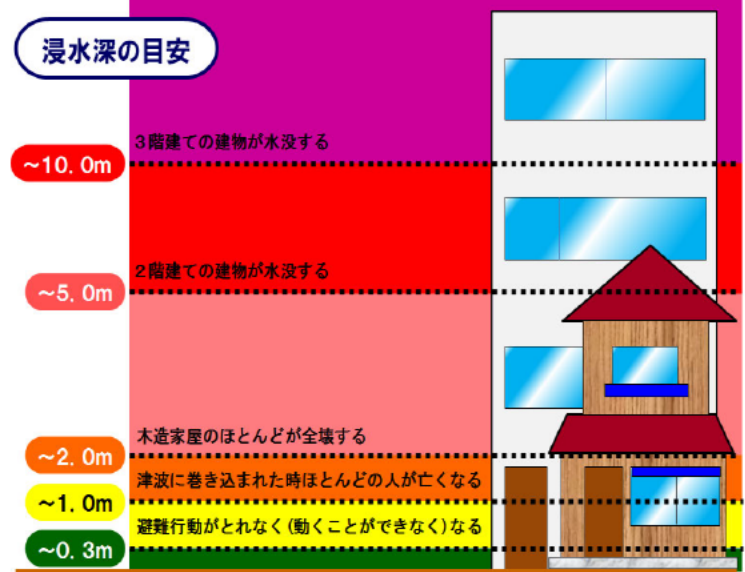 浸水深の目安
3階建ての建物が水没する
~10.0m
2階建ての建物が水没する
~5.0m
木造家屋のほとんどが全壊する
~2.0m
津波に巻き込まれた時ほとんどの人が亡くなる
~1.0m
避難行動がとれなく(動くことができなく)なる
~0.3m